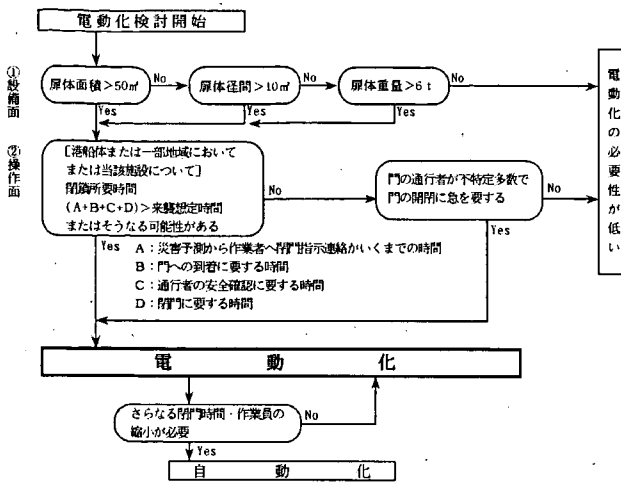 電動化検討開始
①設備面
扉体面積＞50㎡
No
扉体径間＞10㎡
No
扉体重量＞6t
No
Yes
Yes
Yes
電動化の必要性が低い
②操作面
[港船体または一部地域において
または当該施設について]
閉鎖所要時間
(A+B+C+D)＞来襲想定時間
またはそうなる可能性がある
No
門の通行者が不特定多数で
門の開閉に急を要する
No
Yes
Yes
A：災害予測から作業者へ閉門指示連絡がいくまでの時間
B：門への到着に要する時間
C：通行者の安全確認に要する時間
D：閉門に要する時間
電動化
さらなる閉門時間・作業員の
縮小が必要
No
Yes
自動化